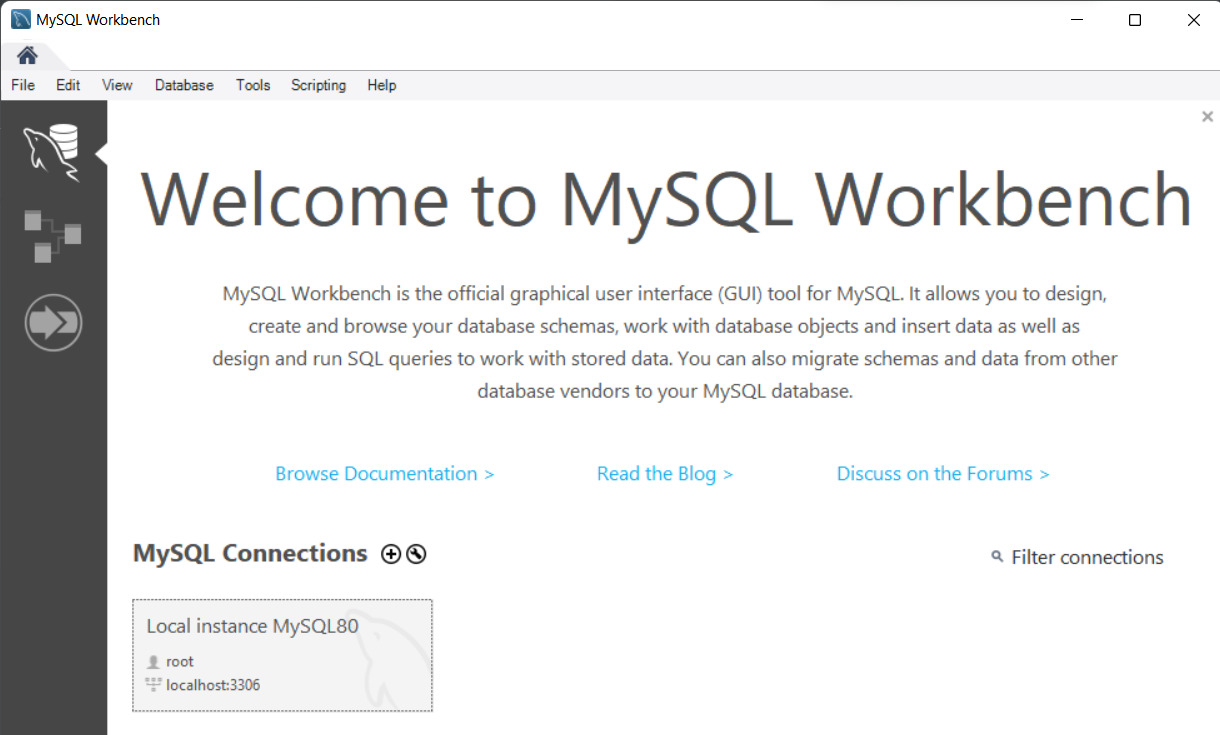 MySQL Workbench
File Edit View Database Tools Scripting Help
Welcome to MySQL Workbench
MySQL Workbench is the official graphical user interface (GUI) tool for MySQL. It allows you to design,
create and browse your database schemas, work with database objects and insert data as well as
design and run SQL queries to work with stored data. You can also migrate schemas and data from other
database vendors to your MySQL database.
Browse Documentation > Read the Blog > Discuss on the Forums >
MySQL Connections Filter connections
Local instance MySQL80
root
localhost:3306